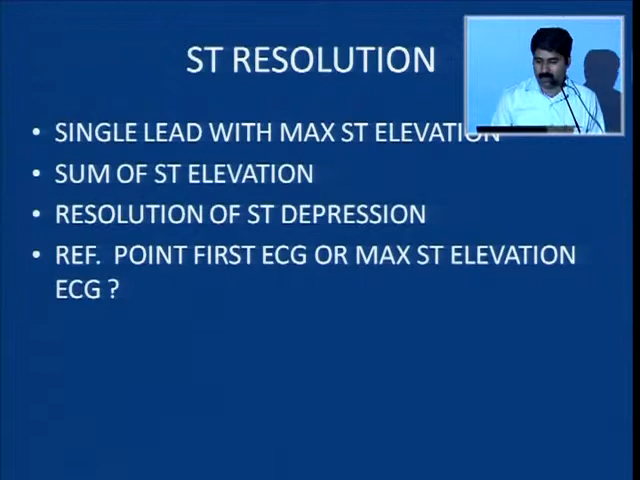 ST RESOLUTION
• SINGLE LEAD WITH MAX ST ELEVATION
• SUM OF ST ELEVATION
• RESOLUTION OF ST DEPRESSION
• REF. POINT FIRST ECG OR MAX ST ELEVATION
ECG ?